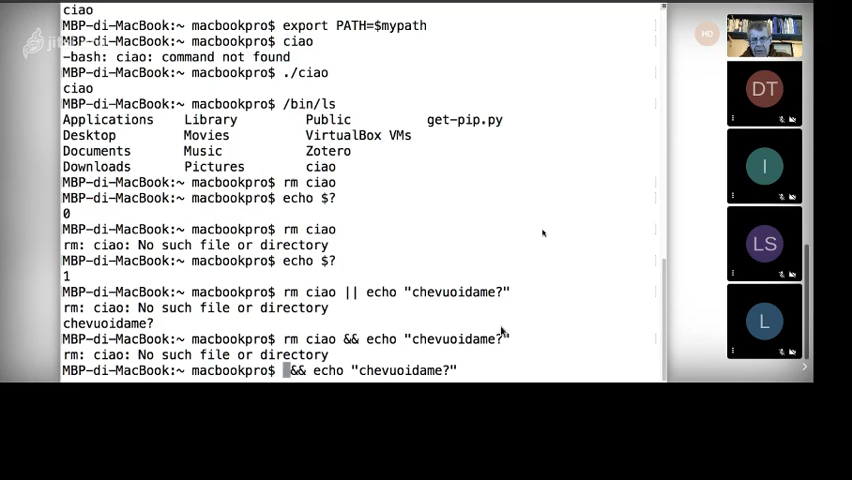 ciao
MBP-di-MacBook:~ macbookpro$ export PATH=$mypath
MBP-di-MacBook:~ macbookpro$ ciao
-bash: ciao: command not found
MBP-di-MacBook:~ macbookpro$ ./ciao
ciao
MBP-di-MacBook:~ macbookpro$ /bin/ls
Applications Library Public get-pip.py
Desktop Movies VirtualBox VMs
Documents Music Zotero
Downloads Pictures ciao
MBP-di-MacBook:~ macbookpro$ rm ciao
MBP-di-MacBook:~ macbookpro$ echo $?
0
MBP-di-MacBook:~ macbookpro$ rm ciao
rm: ciao: No such file or directory
MBP-di-MacBook:~ macbookpro$ echo $?
1
MBP-di-MacBook:~ macbookpro$ rm ciao || echo "chevuoidame?"
rm: ciao: No such file or directory
chevuoidame?
MBP-di-MacBook:~ macbookpro$ rm ciao && echo "chevuoidame?"
rm: ciao: No such file or directory
MBP-di-MacBook:~ macbookpro$ && echo "chevuoidame?"
HD
DT
I
LS
L